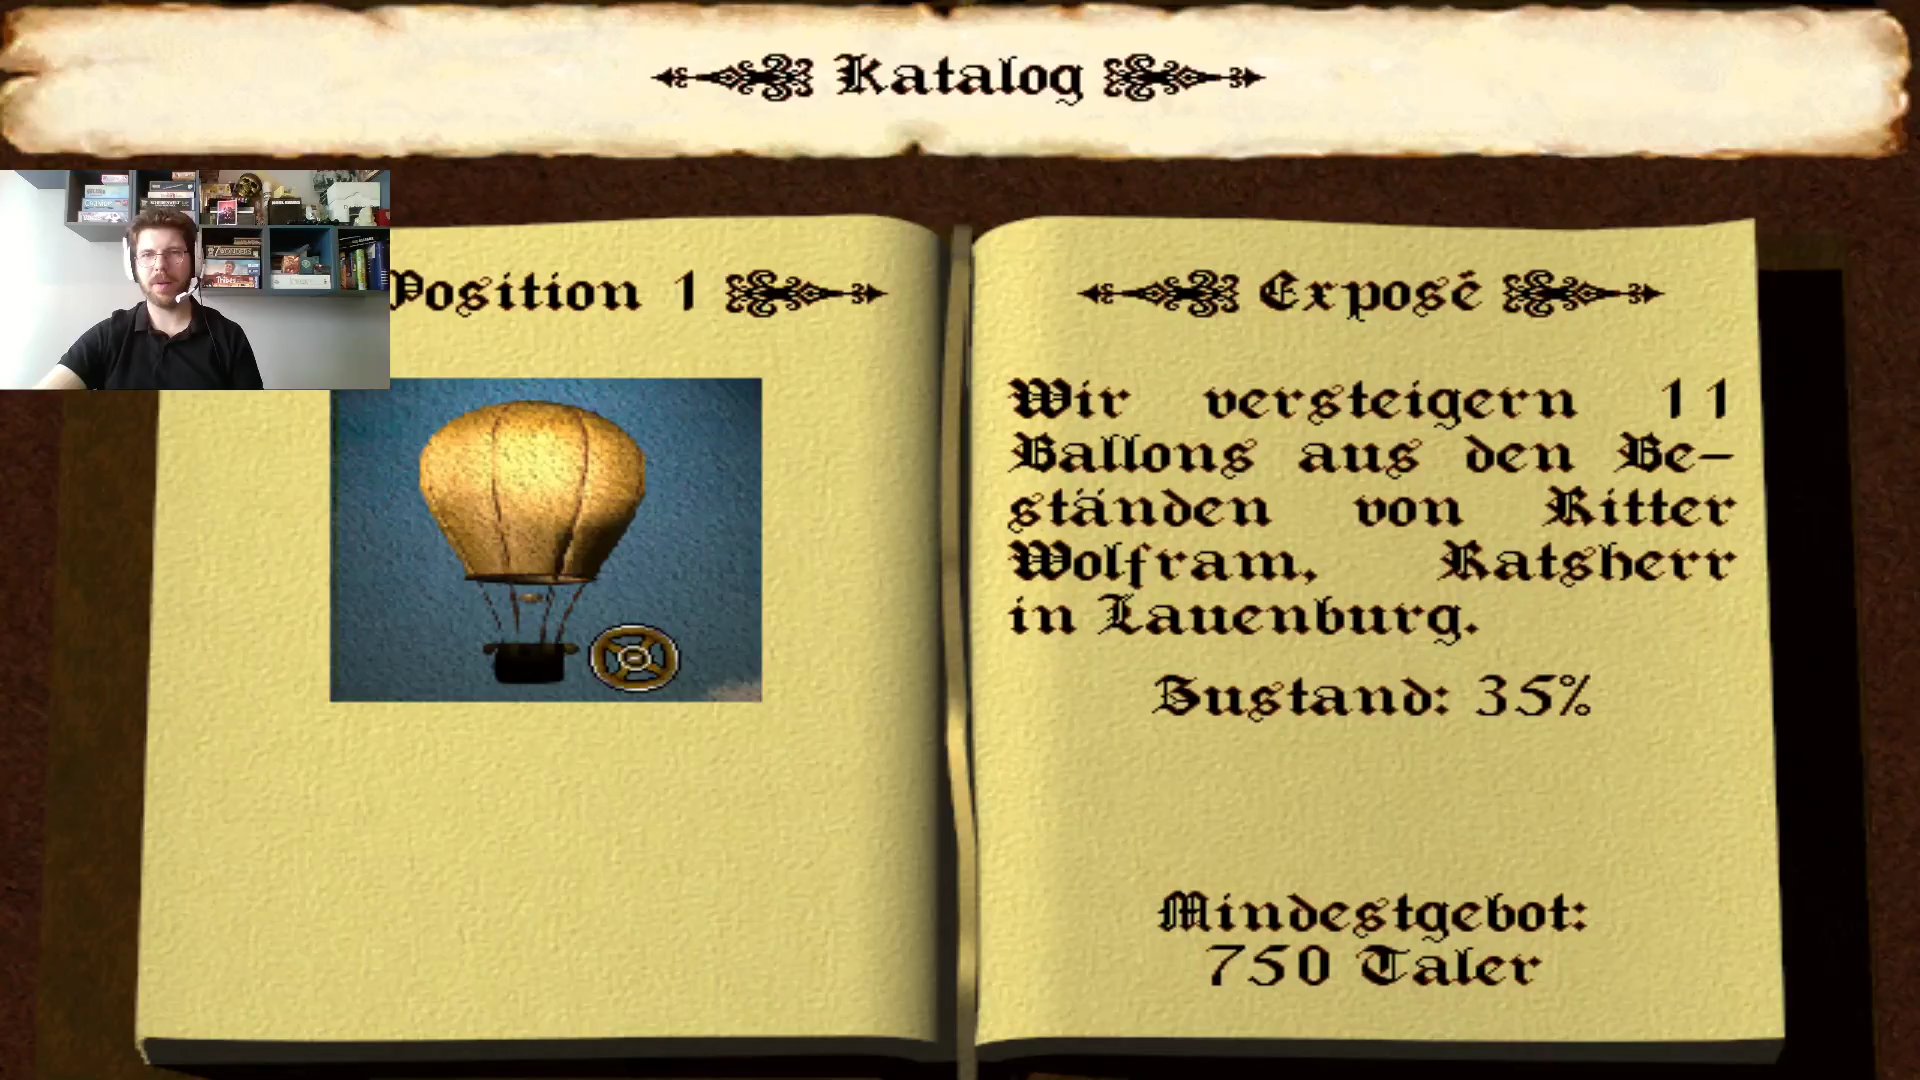 Katalog
Position 1
Exposé
Wir versteigern 11
Ballons aus den Be-
ständen von Ritter
Wolfram, Ratsherr
in Lauenburg.
Zustand: 35%
Mindestgebot:
750 Taler
Tribes